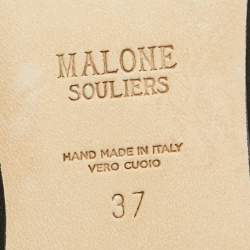 MALONE
SOULIERS
HAND MADE IN ITALY
VERO CUOIO
37